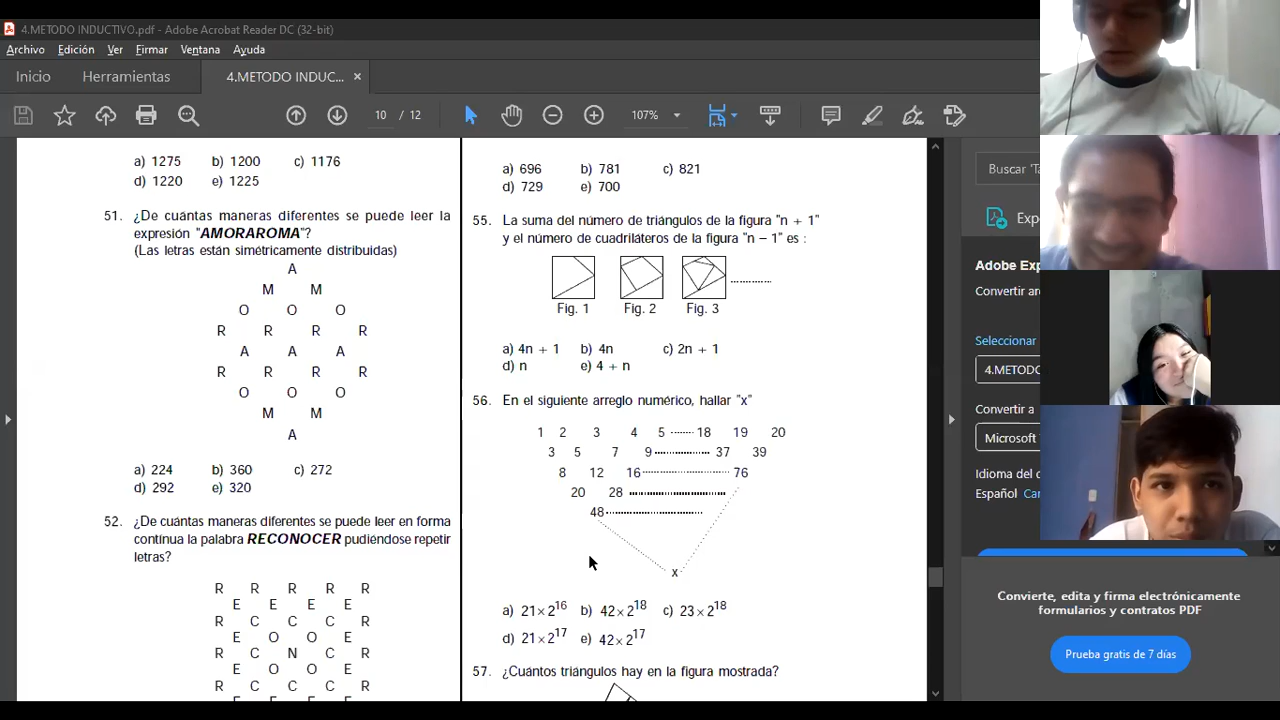 4.METODO INDUCTIVO.pdf - Adobe Acrobat Reader DC (32-bit)
Archivo Edición Ver Firmar Ventana Ayuda
Inicio Herramientas 4.METODO INDUC... ×
10 / 12 107%
a) 1275 b) 1200 c) 1176
d) 1220 e) 1225
51. ¿De cuántas maneras diferentes se puede leer la
expresión "AMORAROMA"?
(Las letras están simétricamente distribuidas)
A
M M
O O O
R R R R
A A A
R R R R
O O O
M M
A
a) 224 b) 360 c) 272
d) 292 e) 320
52. ¿De cuántas maneras diferentes se puede leer en forma
contínua la palabra RECONOCER pudiéndose repetir
letras?
R R R R R
E E E E
R C C C R
E O O E
R C N C R
E O O E
R C C C R
a) 696 b) 781 c) 821
d) 729 e) 700
55. La suma del número de triángulos de la figura "n + 1"
y el número de cuadriláteros de la figura "n − 1" es :
Fig. 1 Fig. 2 Fig. 3
a) 4n + 1 b) 4n c) 2n + 1
d) n e) 4 + n
56. En el siguiente arreglo numérico, hallar "x"
1 2 3 4 5 ....... 18 19 20
3 5 7 9 ............... 37 39
8 12 16 ........................ 76
20 28 ..........................
48 ..........................
x
a) 21×2^16 b) 42×2^18 c) 23×2^18
d) 21×2^17 e) 42×2^17
57. ¿Cuántos triángulos hay en la figura mostrada?
Buscar 'Ta
Exp
Adobe Exp
Convertir arc
Seleccionar
4.METODO
Convertir a
Microsoft
Idioma del d
Español Can
Convierte, edita y firma electrónicamente
formularios y contratos PDF
Prueba gratis de 7 días